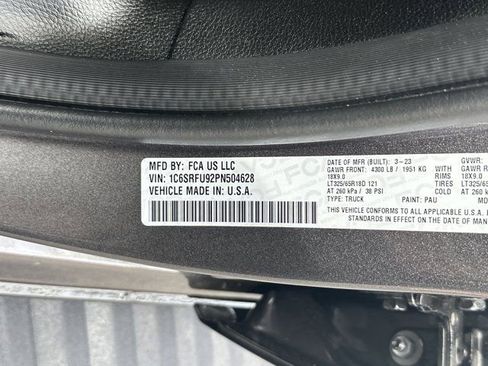 MFD BY: FCA US LLC
VIN: 1C6SRFU92PN504628
VEHICLE MADE IN: U.S.A.
DATE OF MFR (BUILT): 3-23 GVWR:
GAWR FRONT: 4300 LB / 1951 KG GAWR R
18X9.0 RIMS 18X9.0
LT325/65R18D 121 TIRES LT325/
AT 260 kPa / 38 PSI COLD AT 260
TYPE: TRUCK PAINT: PAU MD
THIS VEHICLE CONFORMS TO ALL APPLICABLE U.S.A.
STANDARDS IN EFFECT ON THE DATE OF MAN